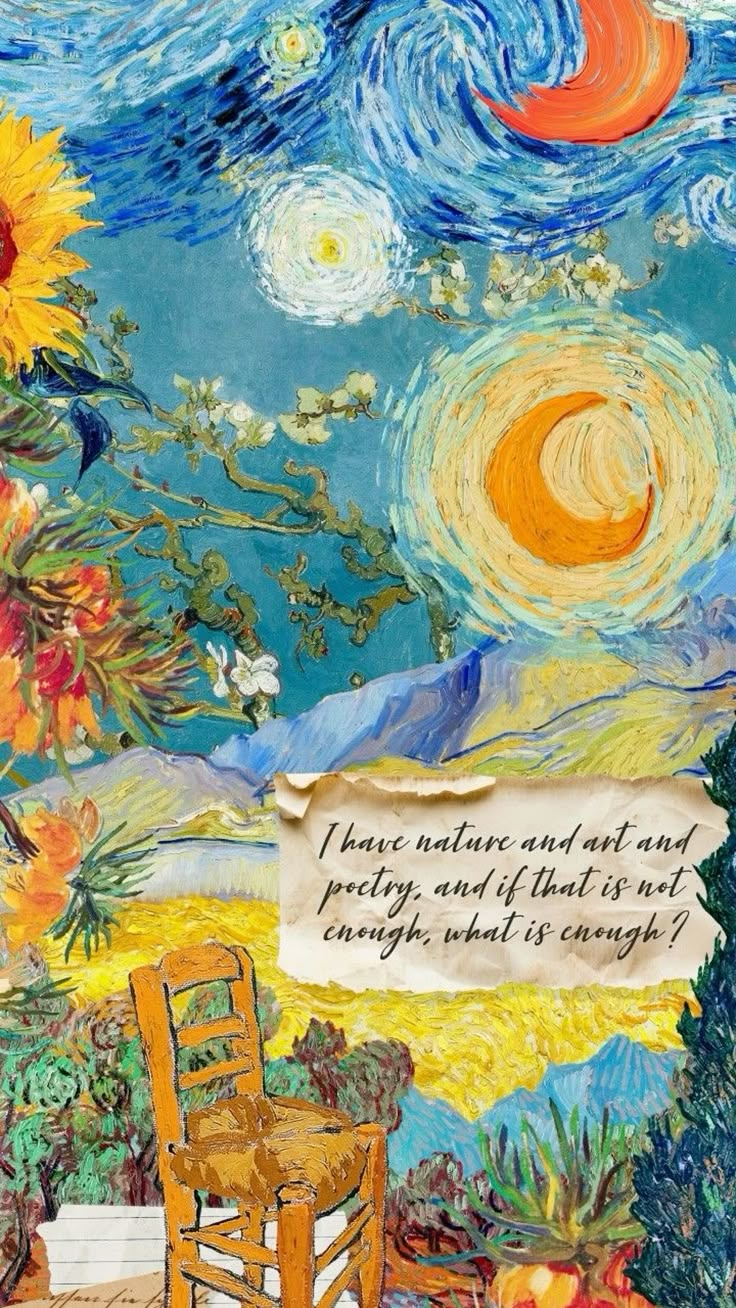 I have nature and art and
poetry, and if that is not
enough, what is enough?